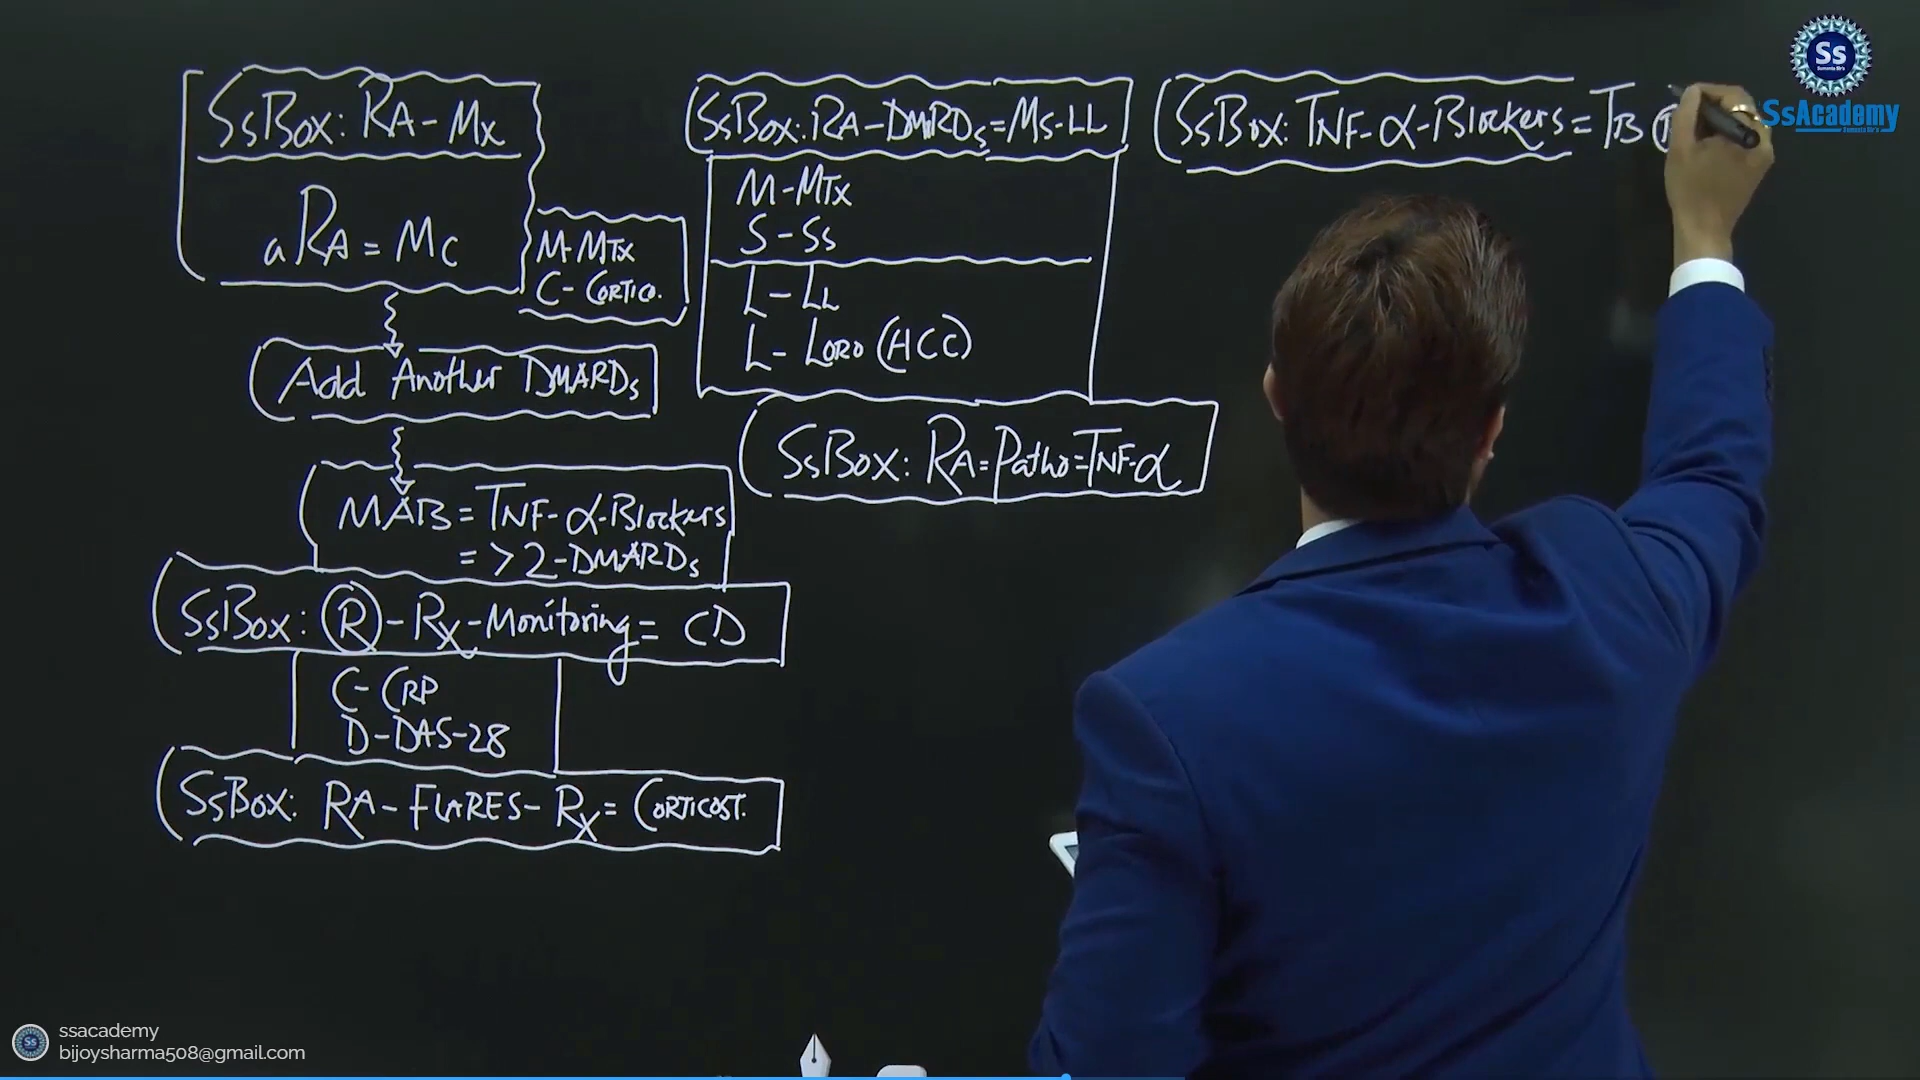 SsBox: RA-Mx
aRA = MC
M-MTx
C-CORTICO.
Add Another DMARDs
MAB = TNF-α-Blockers
= >2-DMARDs
SsBox: R-Rx-Monitoring = CD
C-CRP
D-DAS-28
SsBox: RA-FLARES-Rx = CORTICOST.
SsBox: RA-DMARDs = Ms-LL
M-MTx
S-Ss
L-LL
L-LORO (HCC)
SsBox: RA = Patho = TNF-α
SsBox: TNF-α-Blockers = TB
Ss
SsAcademy
ssacademy
bijoysharma508@gmail.com